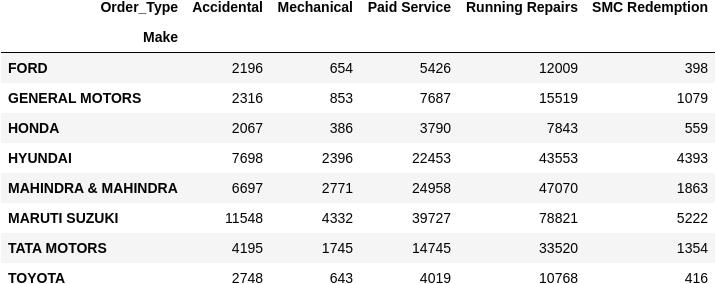 Order_Type Accidental Mechanical Paid Service Running Repairs SMC Redemption
Make
FORD 2196 654 5426 12009 398
GENERAL MOTORS 2316 853 7687 15519 1079
HONDA 2067 386 3790 7843 559
HYUNDAI 7698 2396 22453 43553 4393
MAHINDRA & MAHINDRA 6697 2771 24958 47070 1863
MARUTI SUZUKI 11548 4332 39727 78821 5222
TATA MOTORS 4195 1745 14745 33520 1354
TOYOTA 2748 643 4019 10768 416